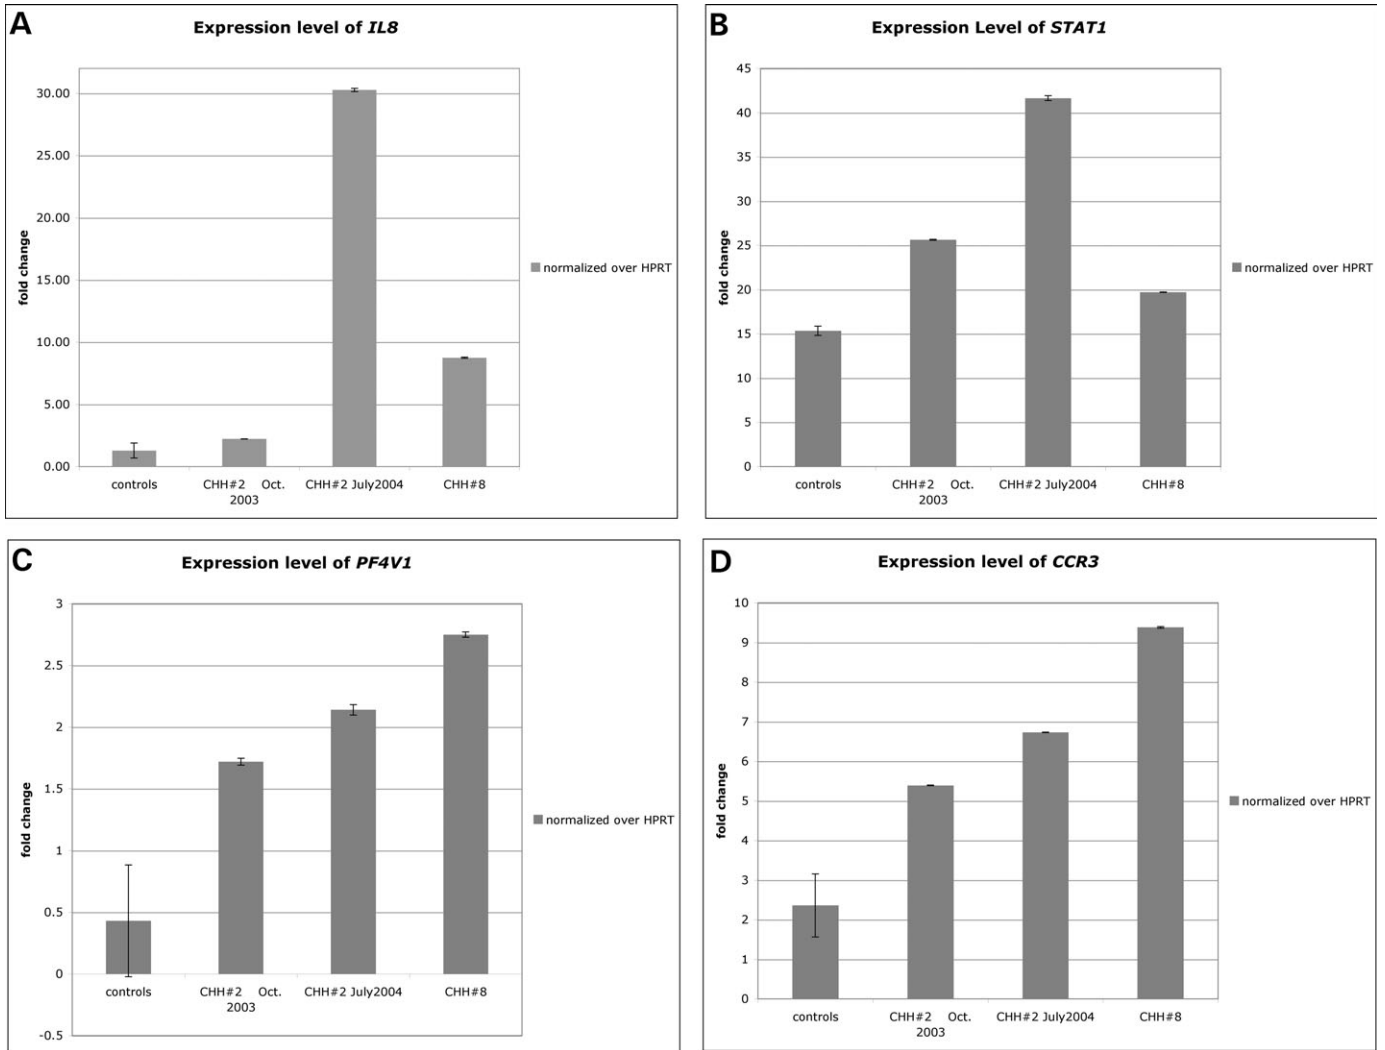 A
Expression level of IL8
30.00
25.00
20.00
15.00
10.00
5.00
0.00
fold change
controls
CHH#2 Oct.
2003
CHH#2 July2004
CHH#8
normalized over HPRT
B
Expression Level of STAT1
45
40
35
30
25
20
15
10
5
0
fold change
controls
CHH#2 Oct.
2003
CHH#2 July2004
CHH#8
normalized over HPRT
C
Expression level of PF4V1
3
2.5
2
1.5
1
0.5
0
-0.5
fold change
controls
CHH#2 Oct.
2003
CHH#2 July2004
CHH#8
normalized over HPRT
D
Expression level of CCR3
10
9
8
7
6
5
4
3
2
1
0
fold change
controls
CHH#2 Oct.
2003
CHH#2 July2004
CHH#8
normalized over HPRT